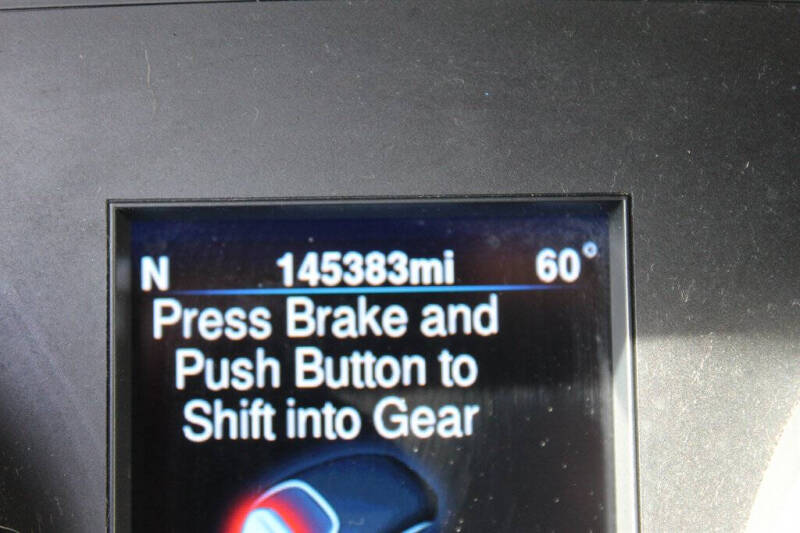 N 145383mi 60°
Press Brake and
Push Button to
Shift into Gear